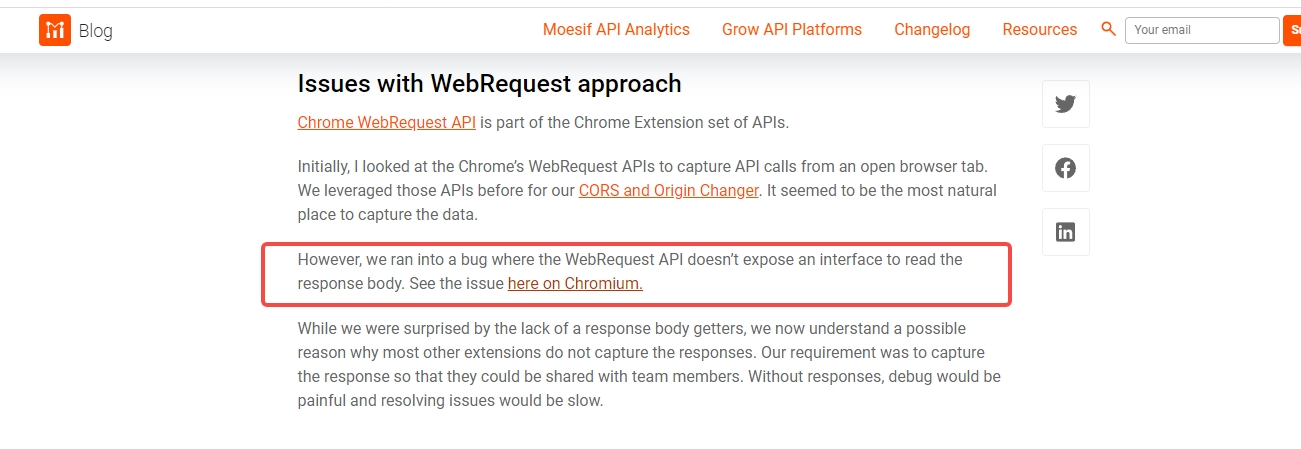 Blog
Moesif API Analytics
Grow API Platforms
Changelog
Resources
Your email
Issues with WebRequest approach
Chrome WebRequest API is part of the Chrome Extension set of APIs.
Initially, I looked at the Chrome’s WebRequest APIs to capture API calls from an open browser tab.
We leveraged those APIs before for our CORS and Origin Changer. It seemed to be the most natural
place to capture the data.
However, we ran into a bug where the WebRequest API doesn’t expose an interface to read the
response body. See the issue here on Chromium.
While we were surprised by the lack of a response body getters, we now understand a possible
reason why most other extensions do not capture the responses. Our requirement was to capture
the response so that they could be shared with team members. Without responses, debug would be
painful and resolving issues would be slow.